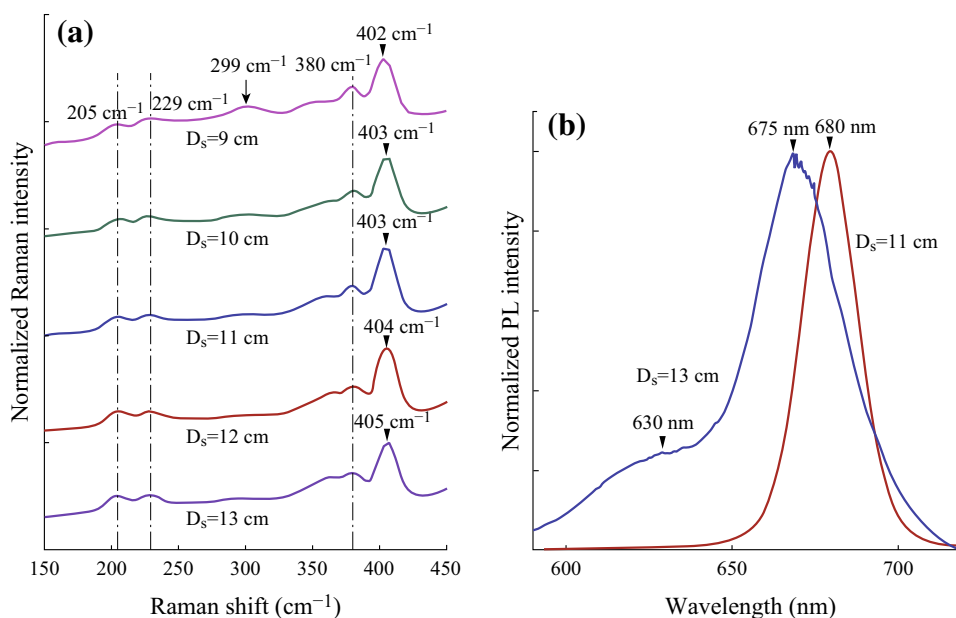 (a)
402 cm⁻¹
299 cm⁻¹
380 cm⁻¹
205 cm⁻¹
229 cm⁻¹
Dₛ=9 cm
403 cm⁻¹
Dₛ=10 cm
403 cm⁻¹
Dₛ=11 cm
404 cm⁻¹
Dₛ=12 cm
405 cm⁻¹
Dₛ=13 cm
Normalized Raman intensity
150 200 250 300 350 400 450
Raman shift (cm⁻¹)
(b)
675 nm
680 nm
Dₛ=11 cm
Dₛ=13 cm
630 nm
Normalized PL intensity
600 650 700
Wavelength (nm)